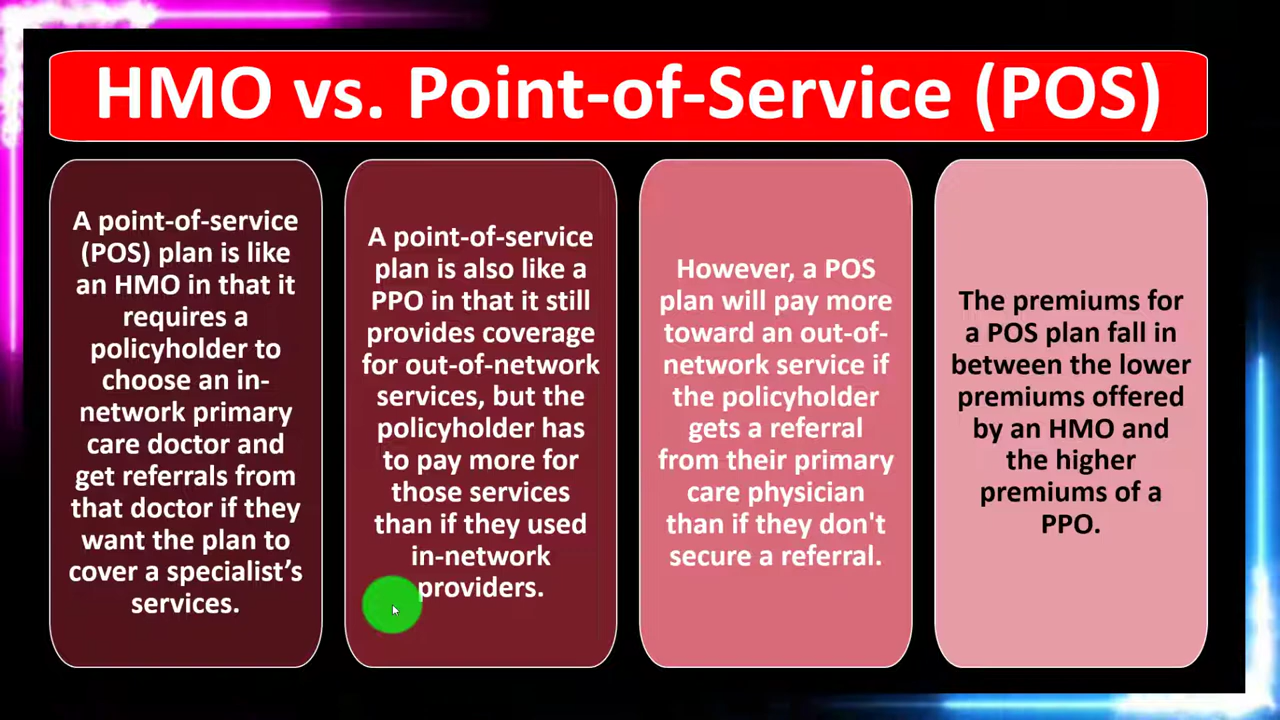 HMO vs. Point-of-Service (POS)
A point-of-service
(POS) plan is like
an HMO in that it
requires a
policyholder to
choose an in-
network primary
care doctor and
get referrals from
that doctor if they
want the plan to
cover a specialist’s
services.
A point-of-service
plan is also like a
PPO in that it still
provides coverage
for out-of-network
services, but the
policyholder has
to pay more for
those services
than if they used
in-network
providers.
However, a POS
plan will pay more
toward an out-of-
network service if
the policyholder
gets a referral
from their primary
care physician
than if they don't
secure a referral.
The premiums for
a POS plan fall in
between the lower
premiums offered
by an HMO and
the higher
premiums of a
PPO.